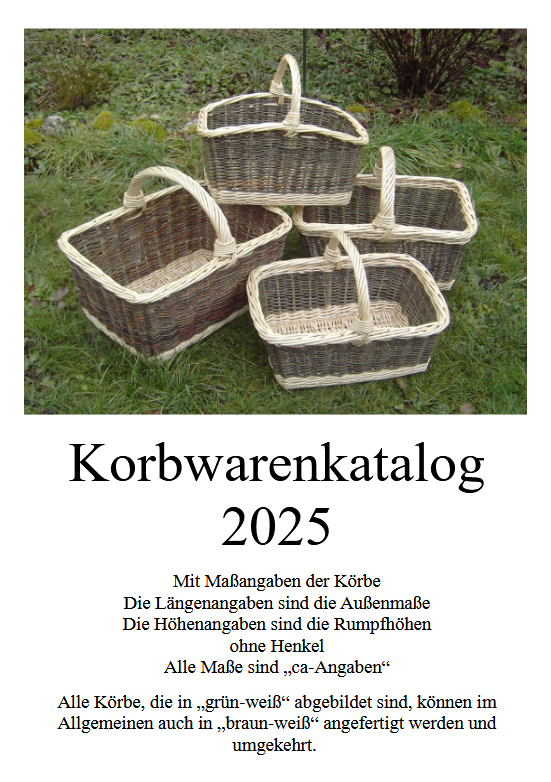 Korbwarenkatalog
2025
Mit Maßangaben der Körbe
Die Längenangaben sind die Außenmaße
Die Höhenangaben sind die Rumpfhöhen
ohne Henkel
Alle Maße sind „ca-Angaben“
Alle Körbe, die in „grün-weiß“ abgebildet sind, können im
Allgemeinen auch in „braun-weiß“ angefertigt werden und
umgekehrt.